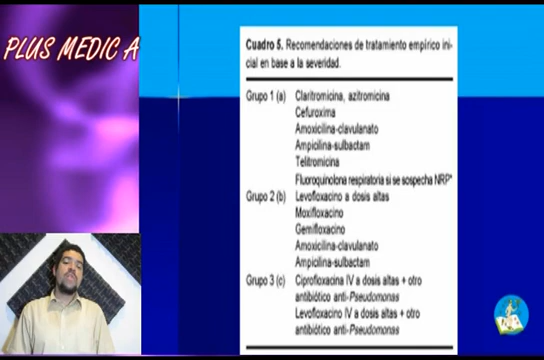 PLUS MEDIC A
Cuadro 5. Recomendaciones de tratamiento empírico ini-
cial en base a la severidad.
Grupo 1 (a) Claritromicina, azitromicina
Cefuroxima
Amoxicilina-clavulanato
Ampicilina-sulbactam
Telitromicina
Fluoroquinolona respiratoria si se sospecha NRP*
Grupo 2 (b) Levofloxacino a dosis altas
Moxifloxacino
Gemifloxacino
Amoxicilina-clavulanato
Ampicilina-sulbactam
Grupo 3 (c) Ciprofloxacina IV a dosis altas + otro
antibiótico anti-Pseudomonas
Levofloxacino IV a dosis altas + otro
antibiótico anti-Pseudomonas